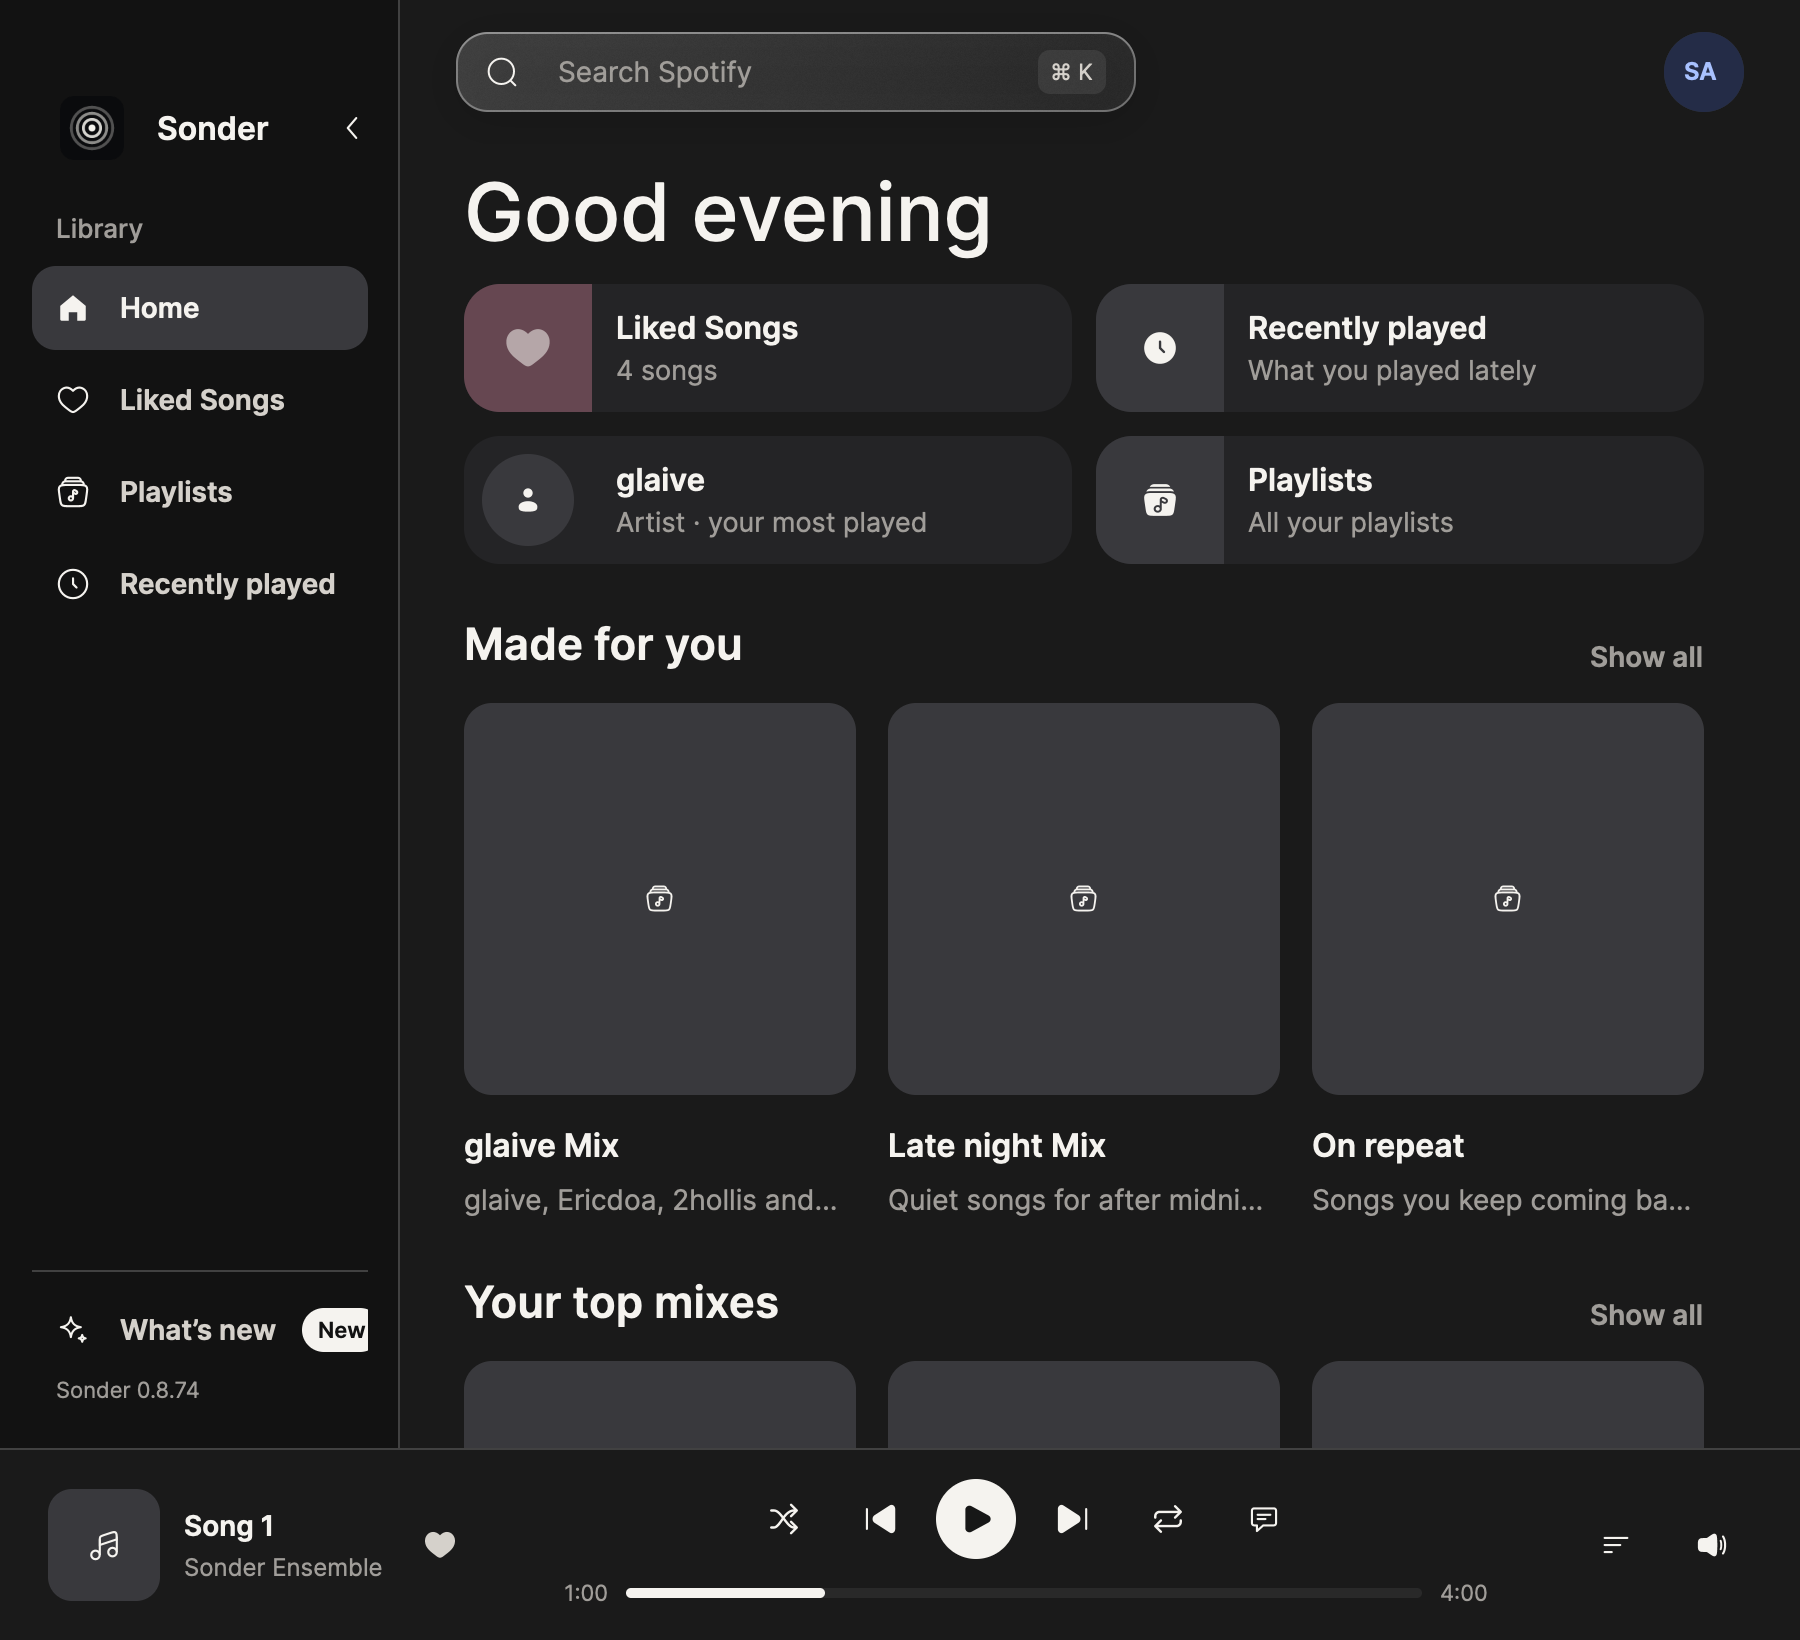 Search Spotify
⌘ K
SA
Sonder
Library
Home
Liked Songs
Playlists
Recently played
Good evening
Liked Songs
4 songs
Recently played
What you played lately
glaive
Artist · your most played
Playlists
All your playlists
Made for you
Show all
glaive Mix
glaive, Ericdoa, 2hollis and...
Late night Mix
Quiet songs for after midni...
On repeat
Songs you keep coming ba...
Your top mixes
Show all
What’s new
New
Sonder 0.8.74
Song 1
Sonder Ensemble
1:00
4:00